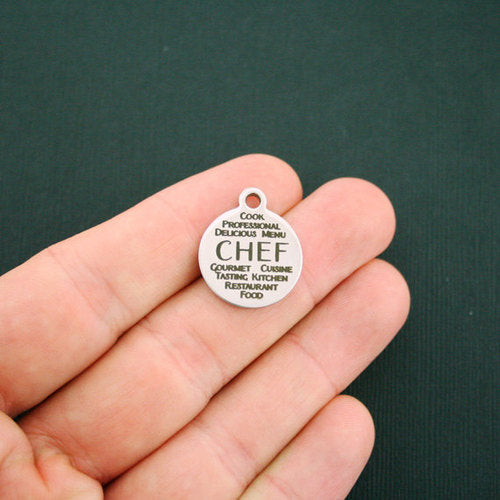 Cook
Professional
Delicious Menu
CHEF
Gourmet Cuisine
Tasting Kitchen
Restaurant
Food